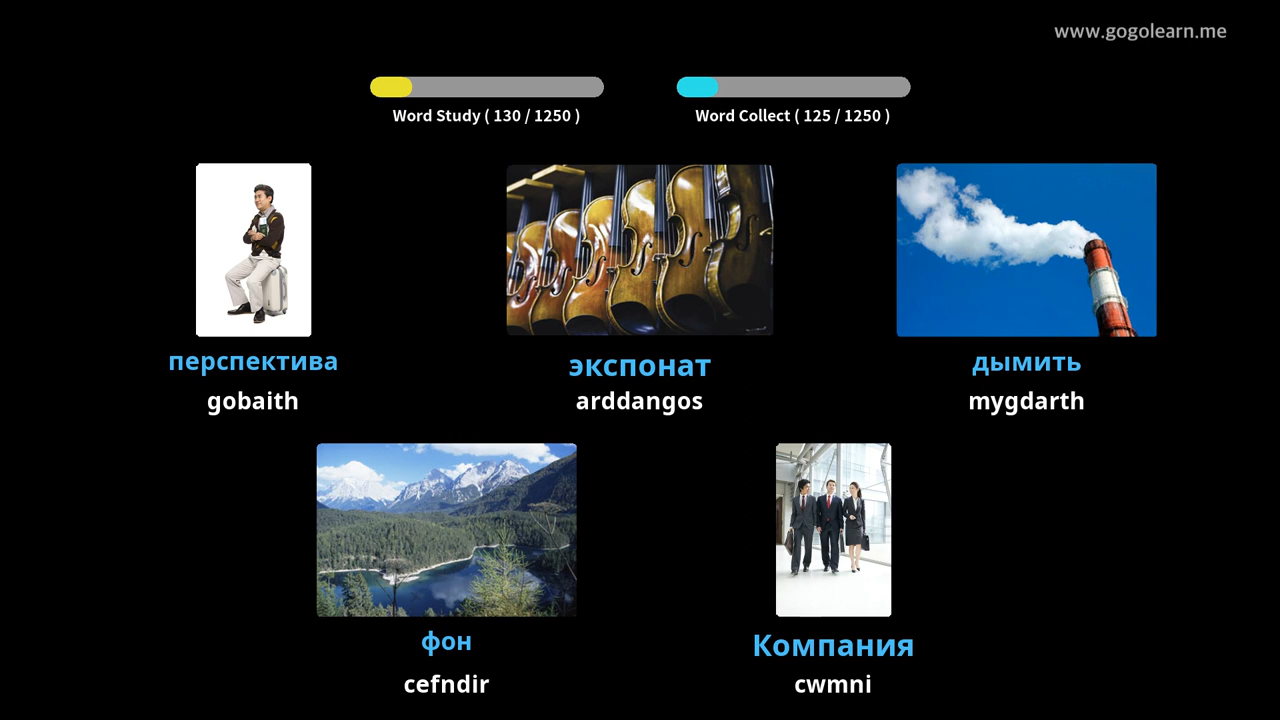 www.gogolearn.me
Word Study ( 130 / 1250 )
Word Collect ( 125 / 1250 )
перспектива
gobaith
экспонат
arddangos
дымить
mygdarth
фон
cefndir
Компания
cwmni